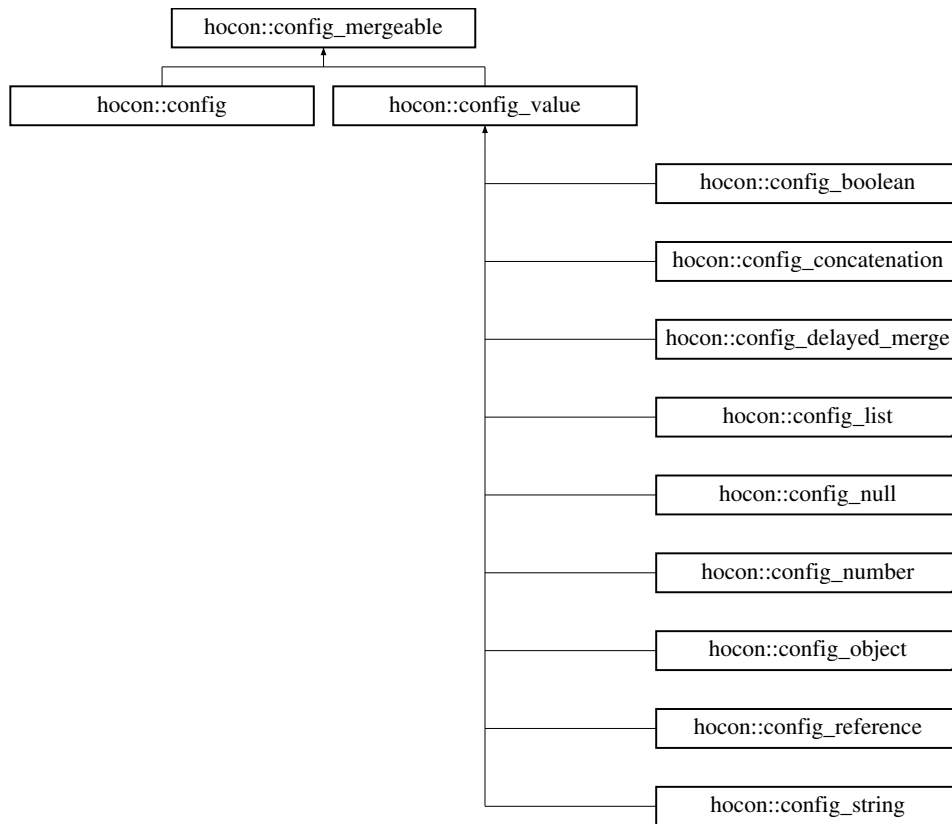 hocon::config_mergeable
hocon::config
hocon::config_value
hocon::config_boolean
hocon::config_concatenation
hocon::config_delayed_merge
hocon::config_list
hocon::config_null
hocon::config_number
hocon::config_object
hocon::config_reference
hocon::config_string